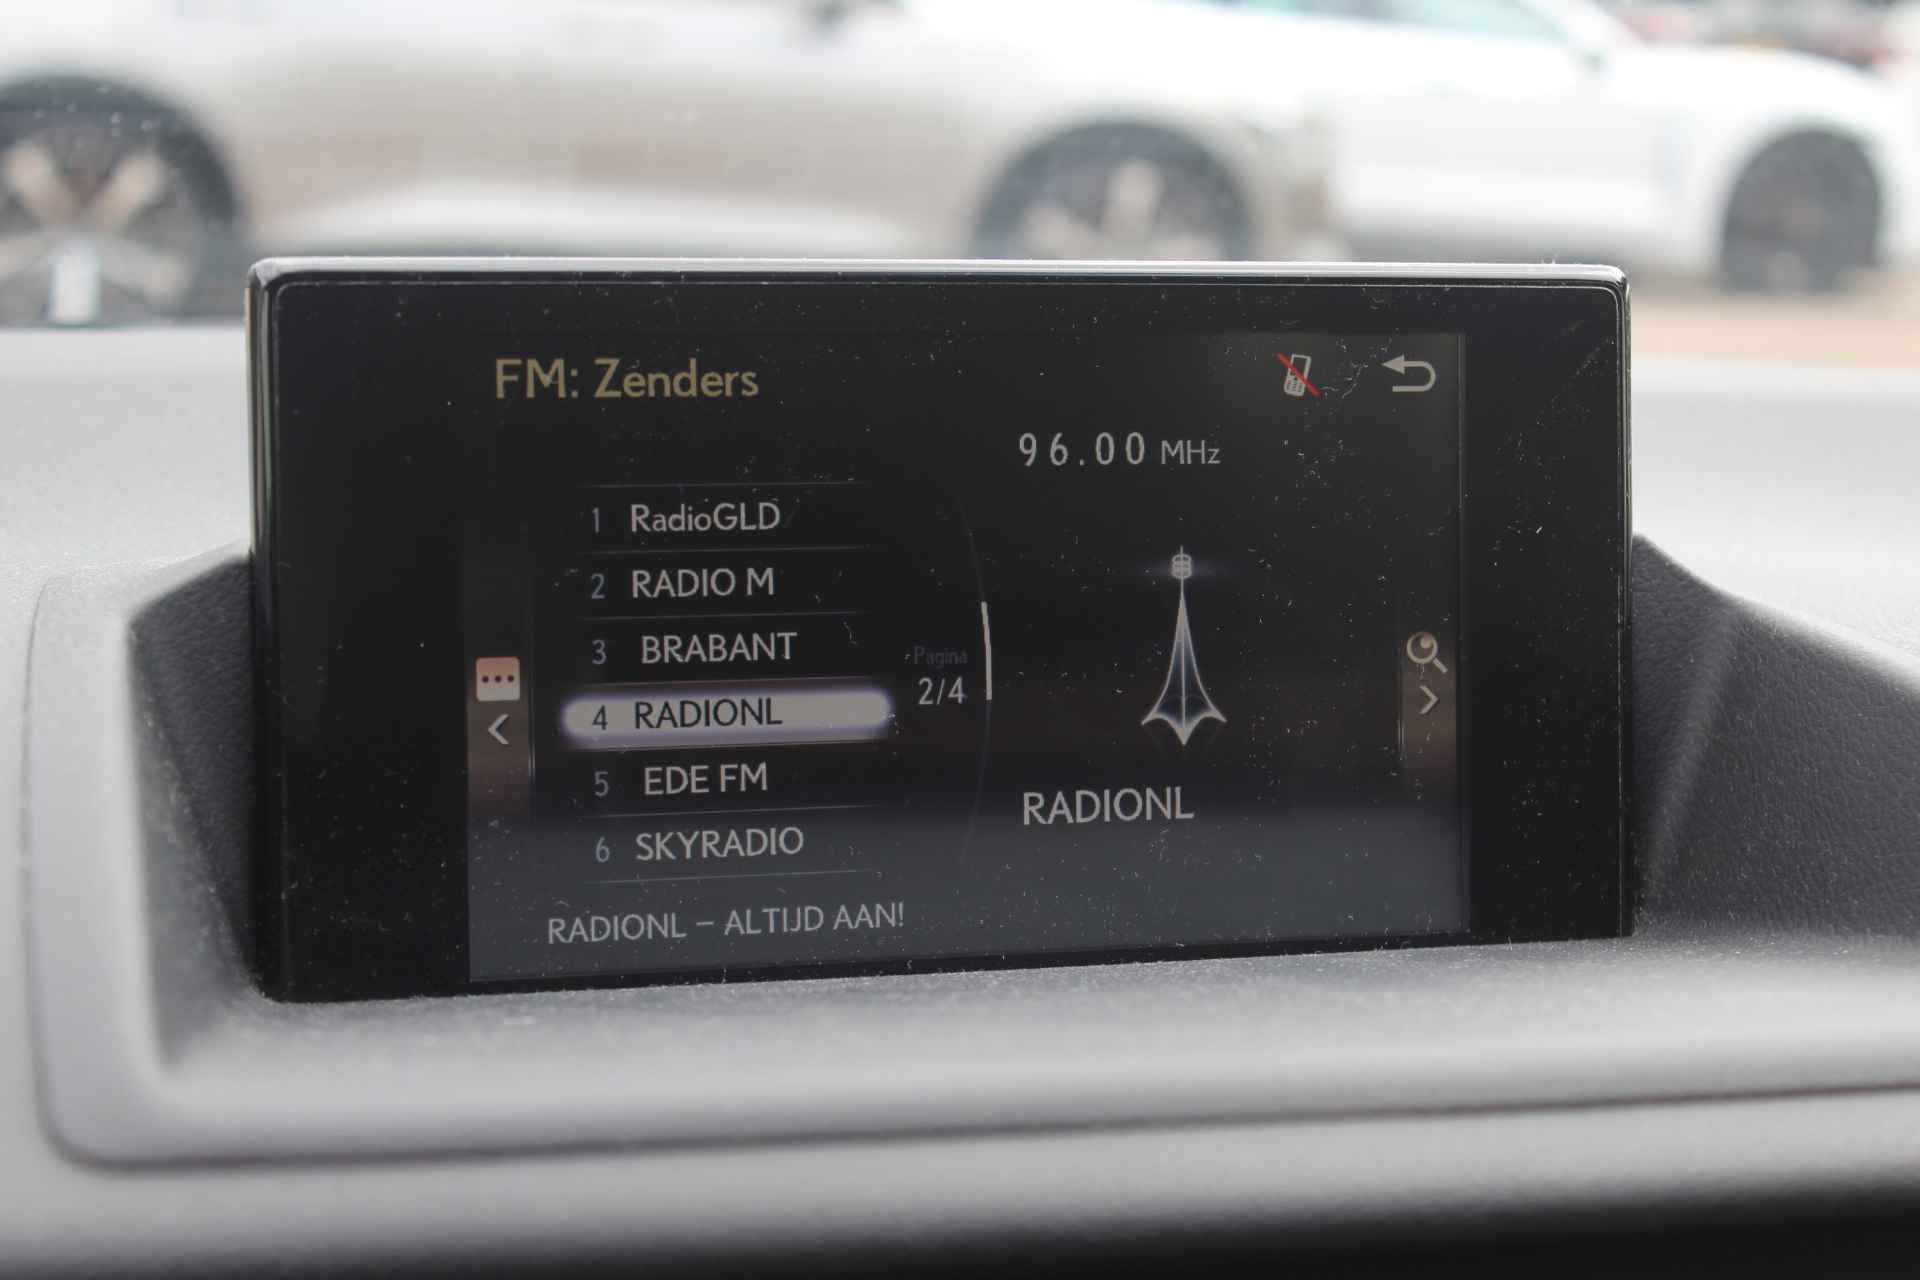 FM: Zenders
96.00 MHz
1 RadioGLD
2 RADIO M
3 BRABANT
4 RADIONL
5 EDE FM
6 SKYRADIO
Pagina
2/4
RADIONL
RADIONL – ALTIJD AAN!